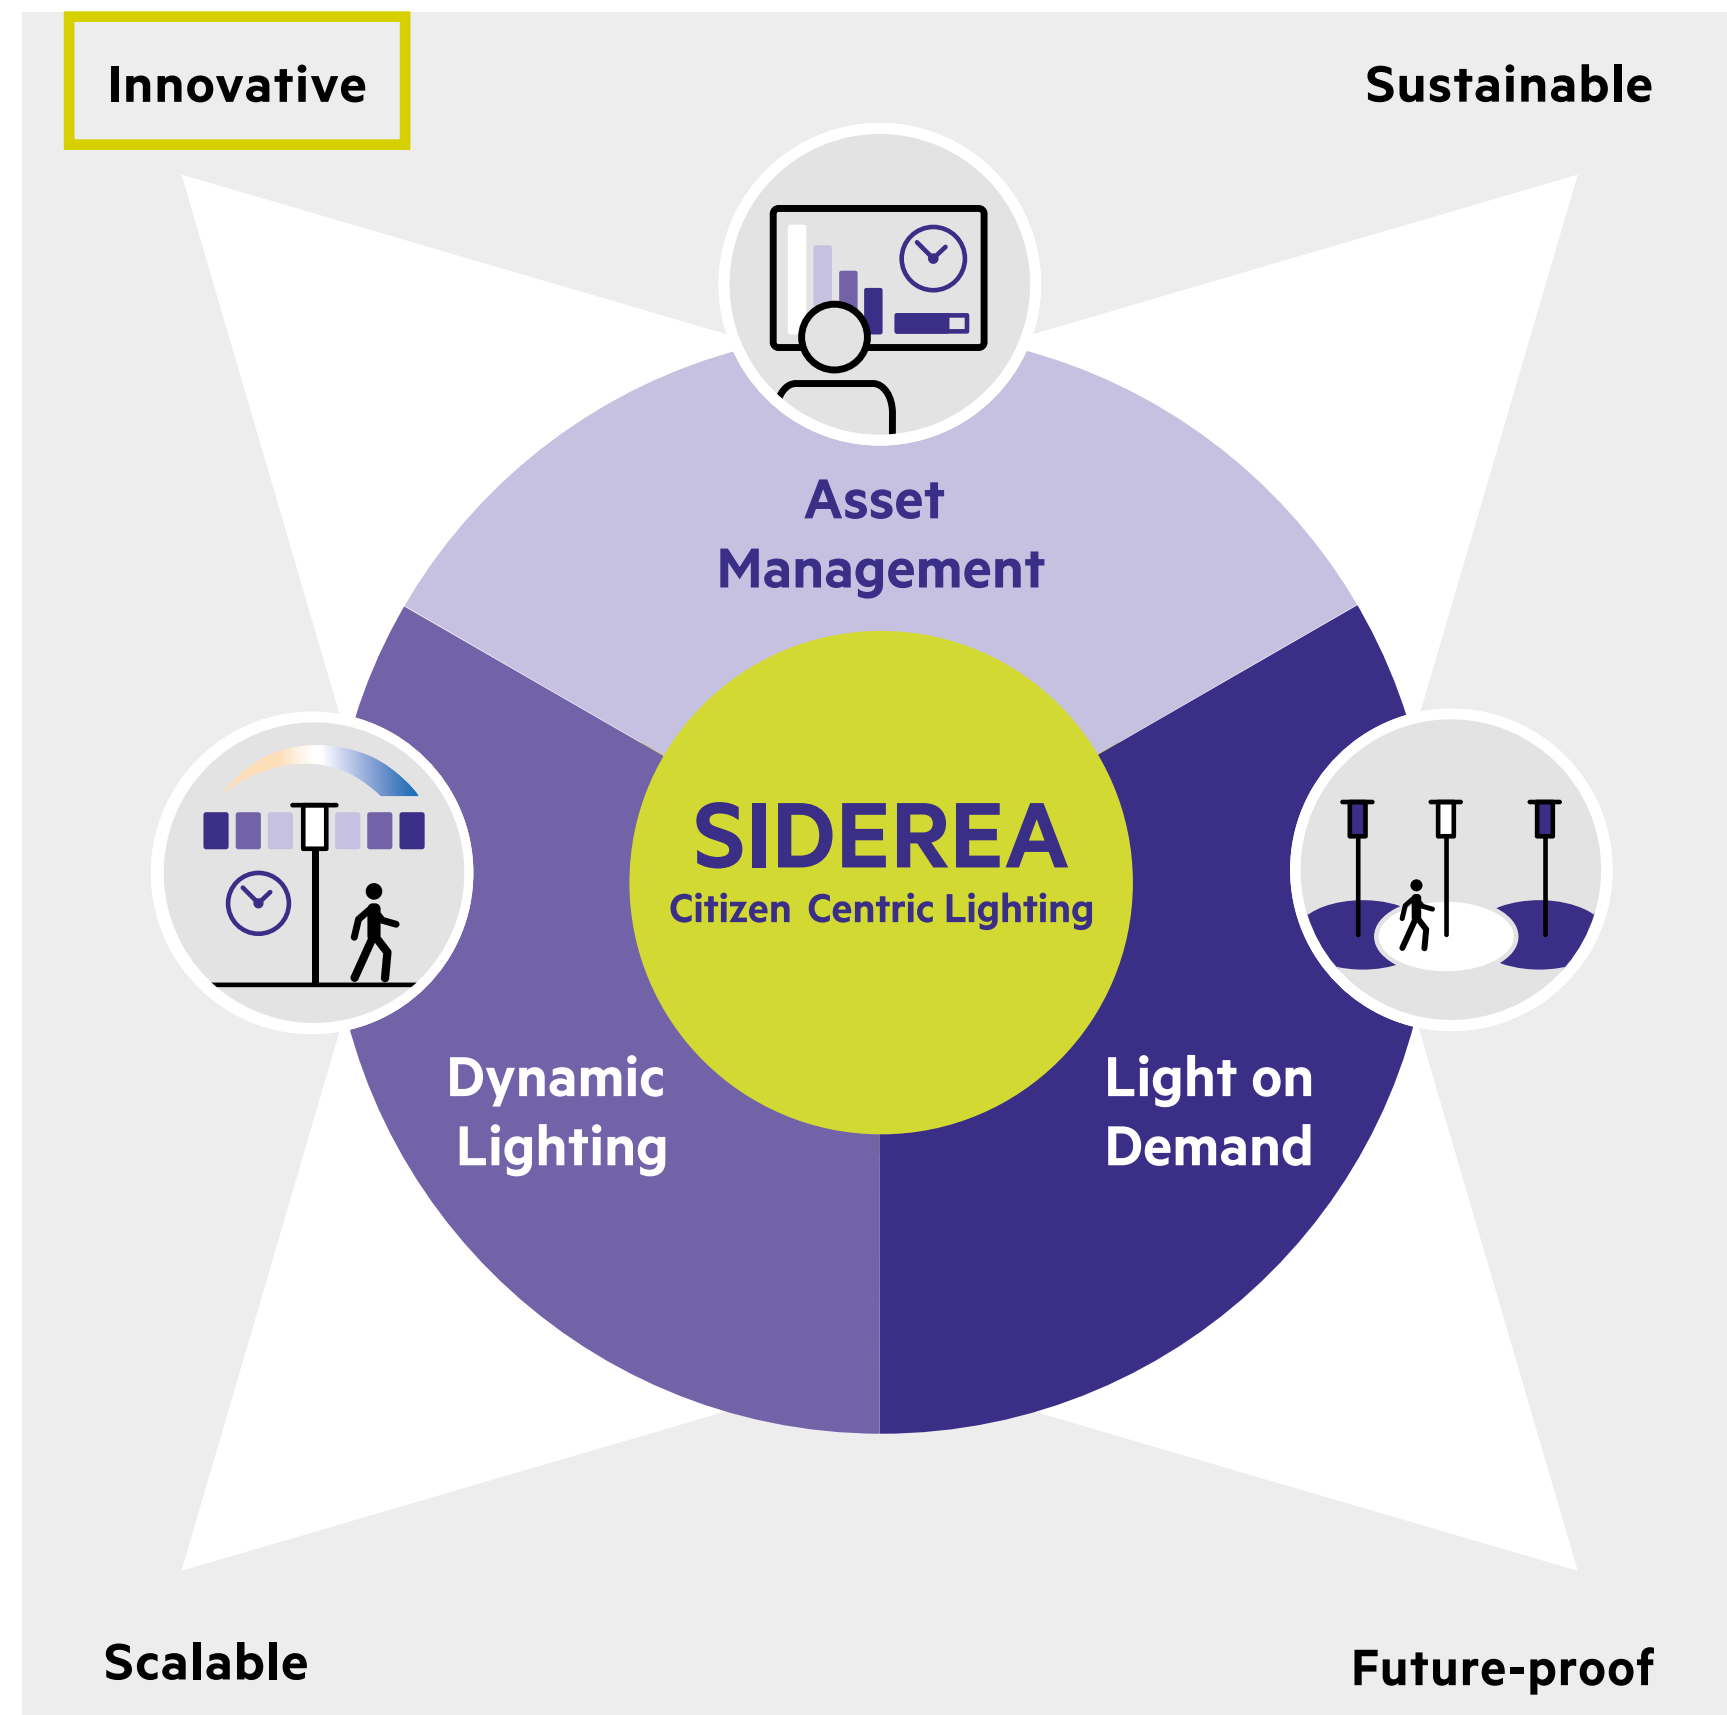 Innovative
Sustainable
Asset
Management
SIDEREA
Citizen Centric Lighting
Dynamic
Lighting
Light on
Demand
Scalable
Future-proof